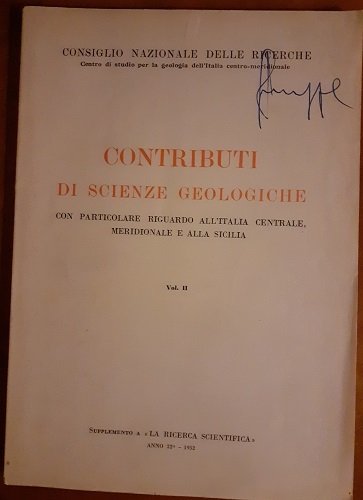 CONSIGLIO NAZIONALE DELLE RICERCHE
Centro di studio per la geologia dell'Italia centro-meridionale
CONTRIBUTI
DI SCIENZE GEOLOGICHE
CON PARTICOLARE RIGUARDO ALL'ITALIA CENTRALE,
MERIDIONALE E ALLA SICILIA
Vol. II
SUPPLEMENTO A «LA RICERCA SCIENTIFICA»
ANNO 22º - 1952